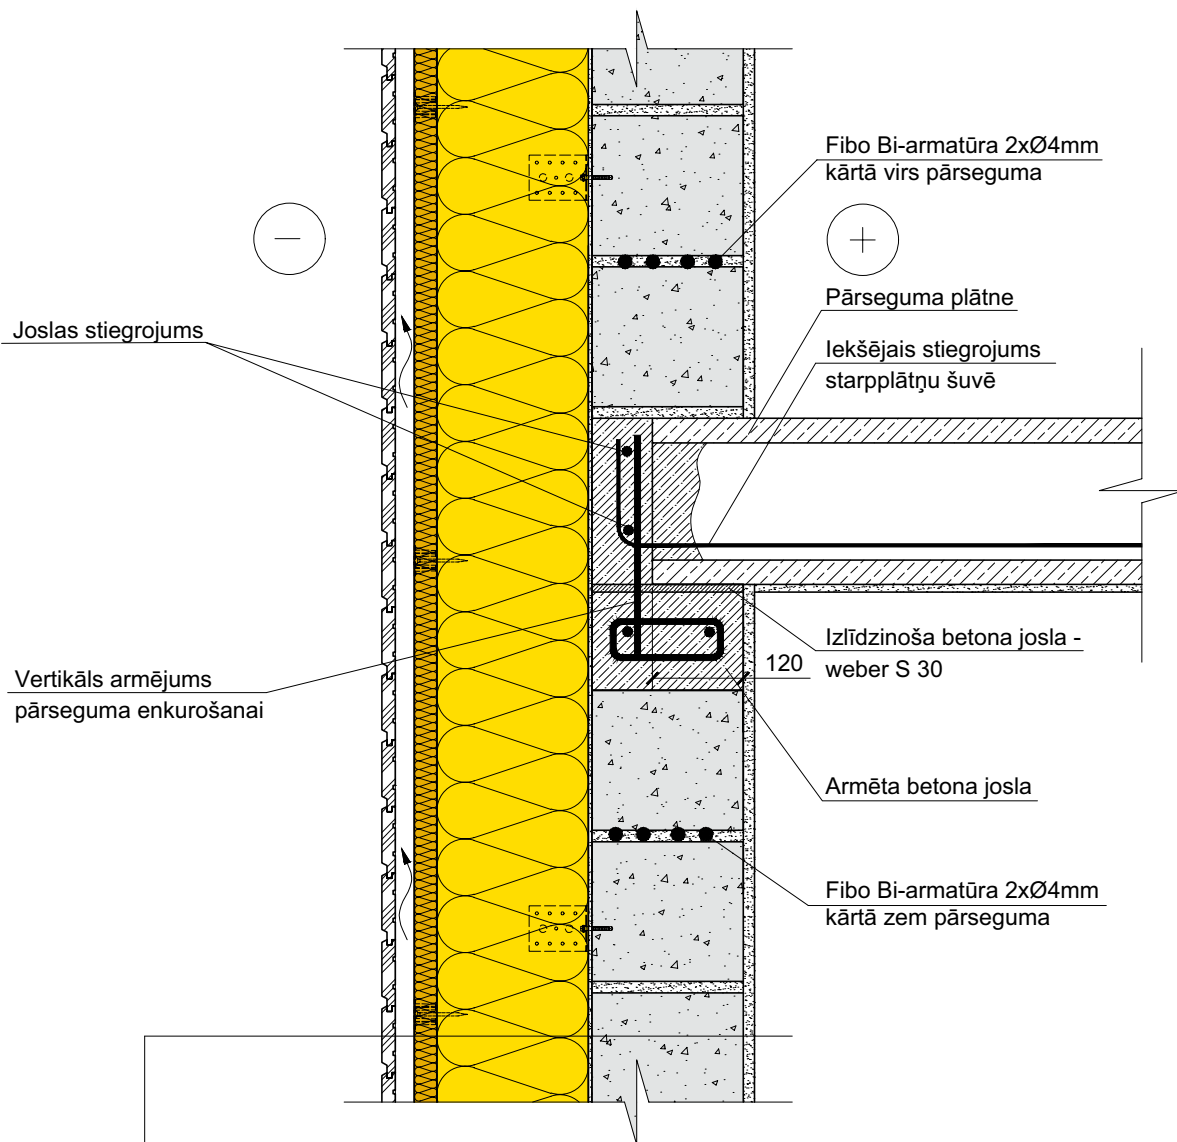 Fibo Bi-armatūra 2xØ4mm
kārtā virs pārseguma
Pārseguma plātne
Joslas stiegrojums
Iekšējais stiegrojums
starpplātņu šuvē
Izlīdzinoša betona josla -
weber S 30
120
Vertikāls armējums
pārseguma enkurošanai
Armēta betona josla
Fibo Bi-armatūra 2xØ4mm
kārtā zem pārseguma